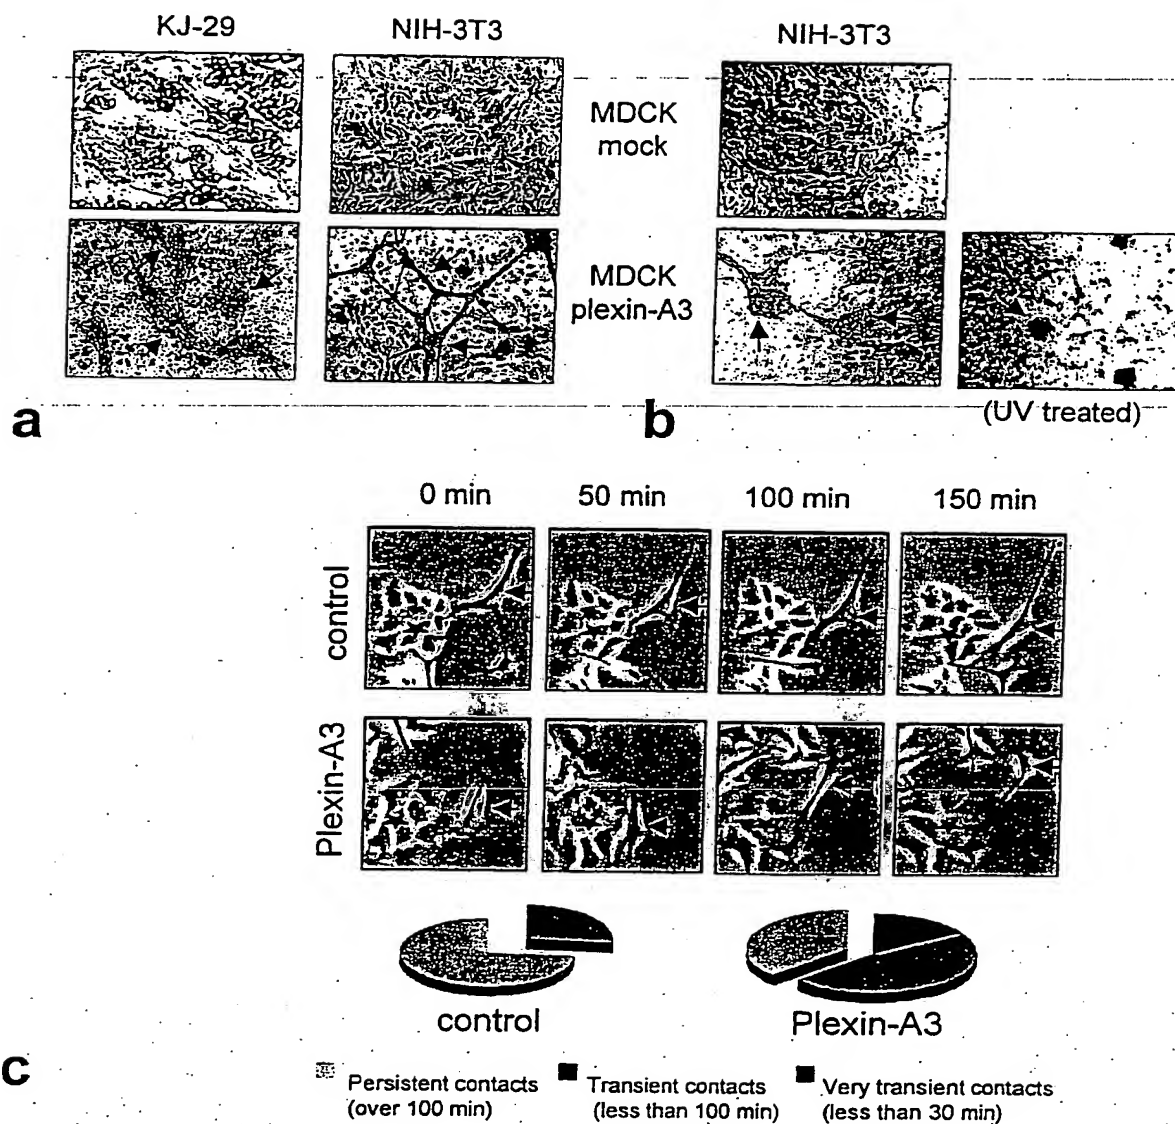 KJ-29
NIH-3T3
NIH-3T3
MDCK
mock
MDCK
plexin-A3
(UV treated)
a
b
0 min
50 min
100 min
150 min
control
Plexin-A3
control
Plexin-A3
c
Persistent contacts
(over 100 min)
Transient contacts
(less than 100 min)
Very transient contacts
(less than 30 min)